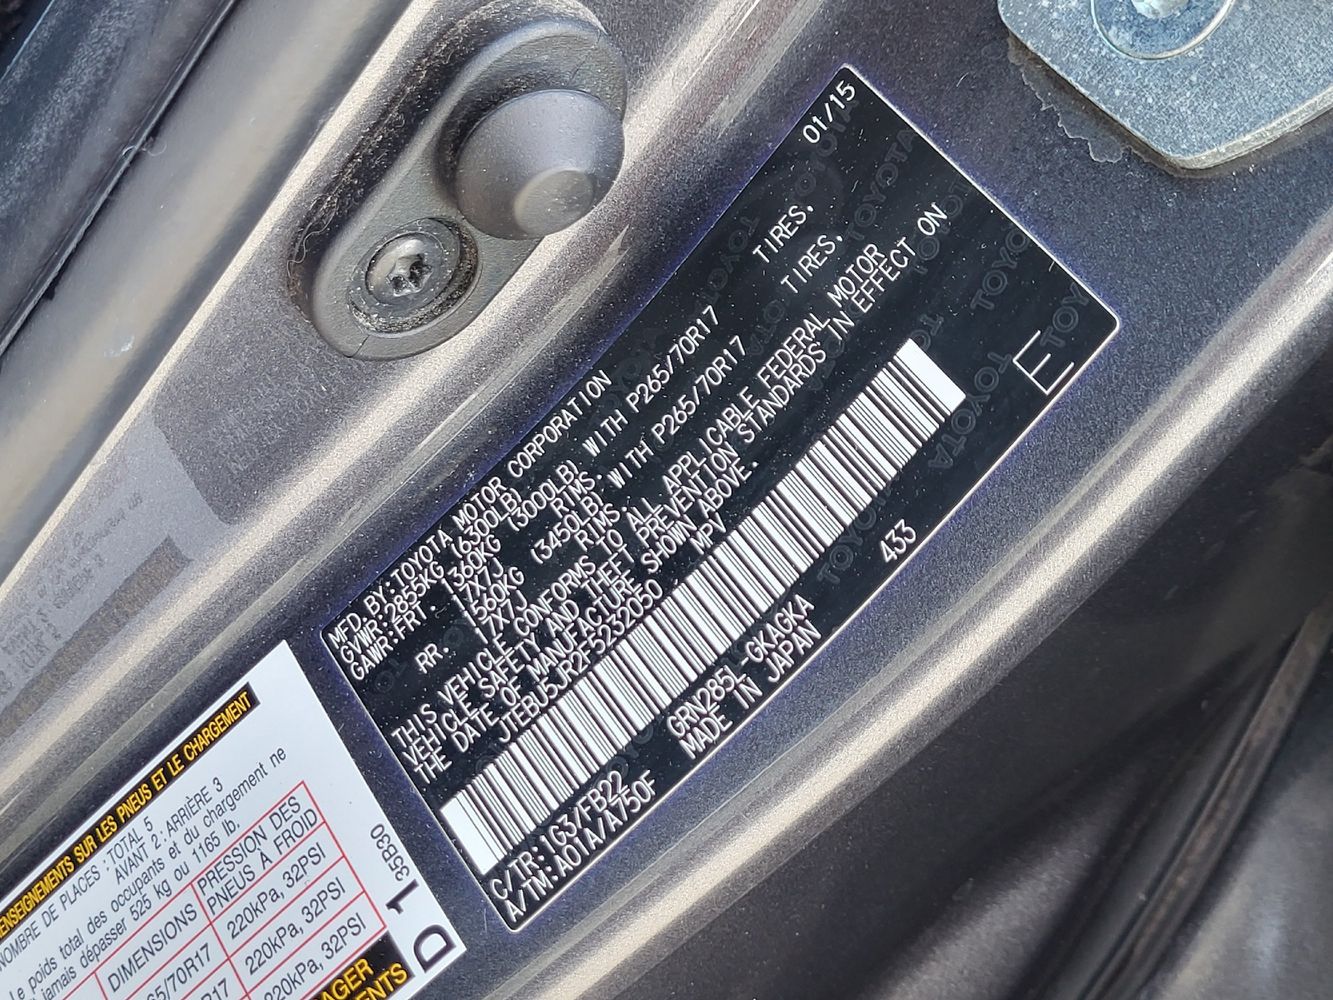 MFD. BY:TOYOTA MOTOR CORPORATION 01/15
GVWR:2855KG (6300LB)
GAWR:FRT. 1360KG (3000LB) WITH P265/70R17 TIRES,
17X7J RIMS
RR. 1560KG (3450LB) WITH P265/70R17 TIRES,
17X7J RIMS
THIS VEHICLE CONFORMS TO ALL APPLICABLE FEDERAL MOTOR
VEHICLE SAFETY AND THEFT PREVENTION STANDARDS IN EFFECT ON
THE DATE OF MANUFACTURE SHOWN ABOVE.
JTEBU5JR2F5232050 MPV
E
C/TR:1G3/FB22 GRN285L-GKAGKA 433
A/TM:A01A/A750F MADE IN JAPAN
RENSEIGNEMENTS SUR LES PNEUS ET LE CHARGEMENT
NOMBRE DE PLACES : TOTAL 5
AVANT 2 : ARRIÈRE 3
Le poids total des occupants et du chargement ne
jamais dépasser 525 kg ou 1165 lb.
DIMENSIONS PRESSION DES
PNEUS À FROID
65/70R17 220kPa, 32PSI
R17 220kPa, 32PSI
220kPa, 32PSI
D 1 35B30